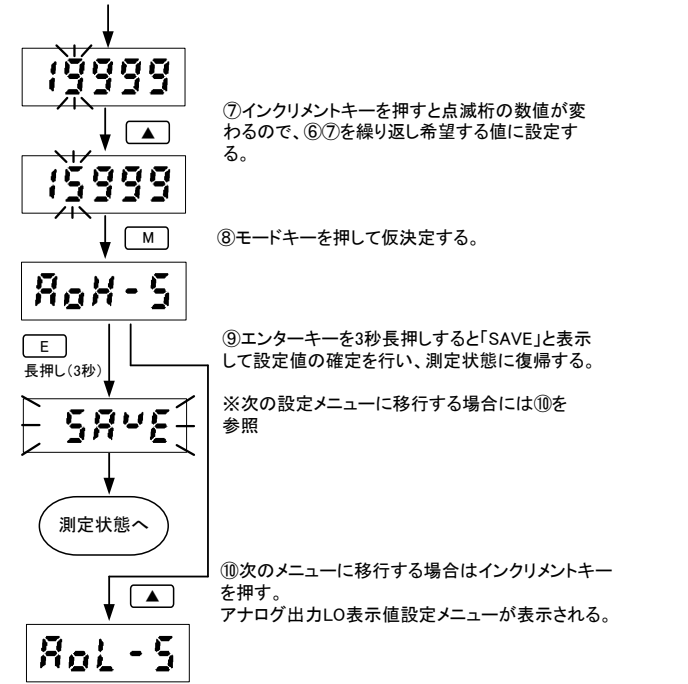 19999
⑦インクリメントキーを押すと点滅桁の数値が変
わるので、⑥⑦を繰り返し希望する値に設定す
る。
▲
15999
M
⑧モードキーを押して仮決定する。
AoH-S
E
長押し(3秒)
⑨エンターキーを3秒長押しすると「SAVE」と表示
して設定値の確定を行い、測定状態に復帰する。
※次の設定メニューに移行する場合には⑩を
参照
SAVE
測定状態へ
⑩次のメニューに移行する場合はインクリメントキー
を押す。
アナログ出力LO表示値設定メニューが表示される。
▲
AoL-S